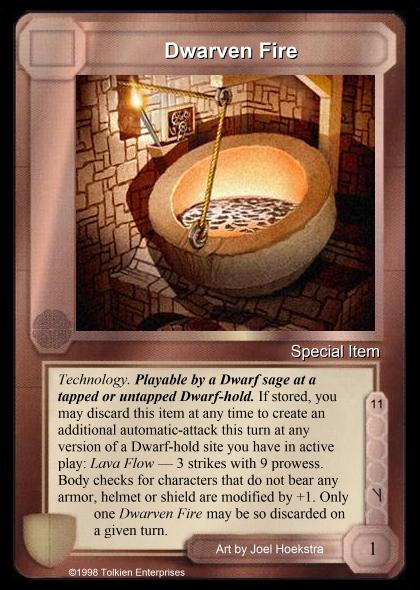 Dwarven Fire
Special Item
Technology. Playable by a Dwarf sage at a
tapped or untapped Dwarf-hold. If stored, you
may discard this item at any time to create an
additional automatic-attack this turn at any
version of a Dwarf-hold site you have in active
play: Lava Flow — 3 strikes with 9 prowess.
Body checks for characters that do not bear any
armor, helmet or shield are modified by +1. Only
one Dwarven Fire may be so discarded on
a given turn.
11
Art by Joel Hoekstra
1
©1998 Tolkien Enterprises